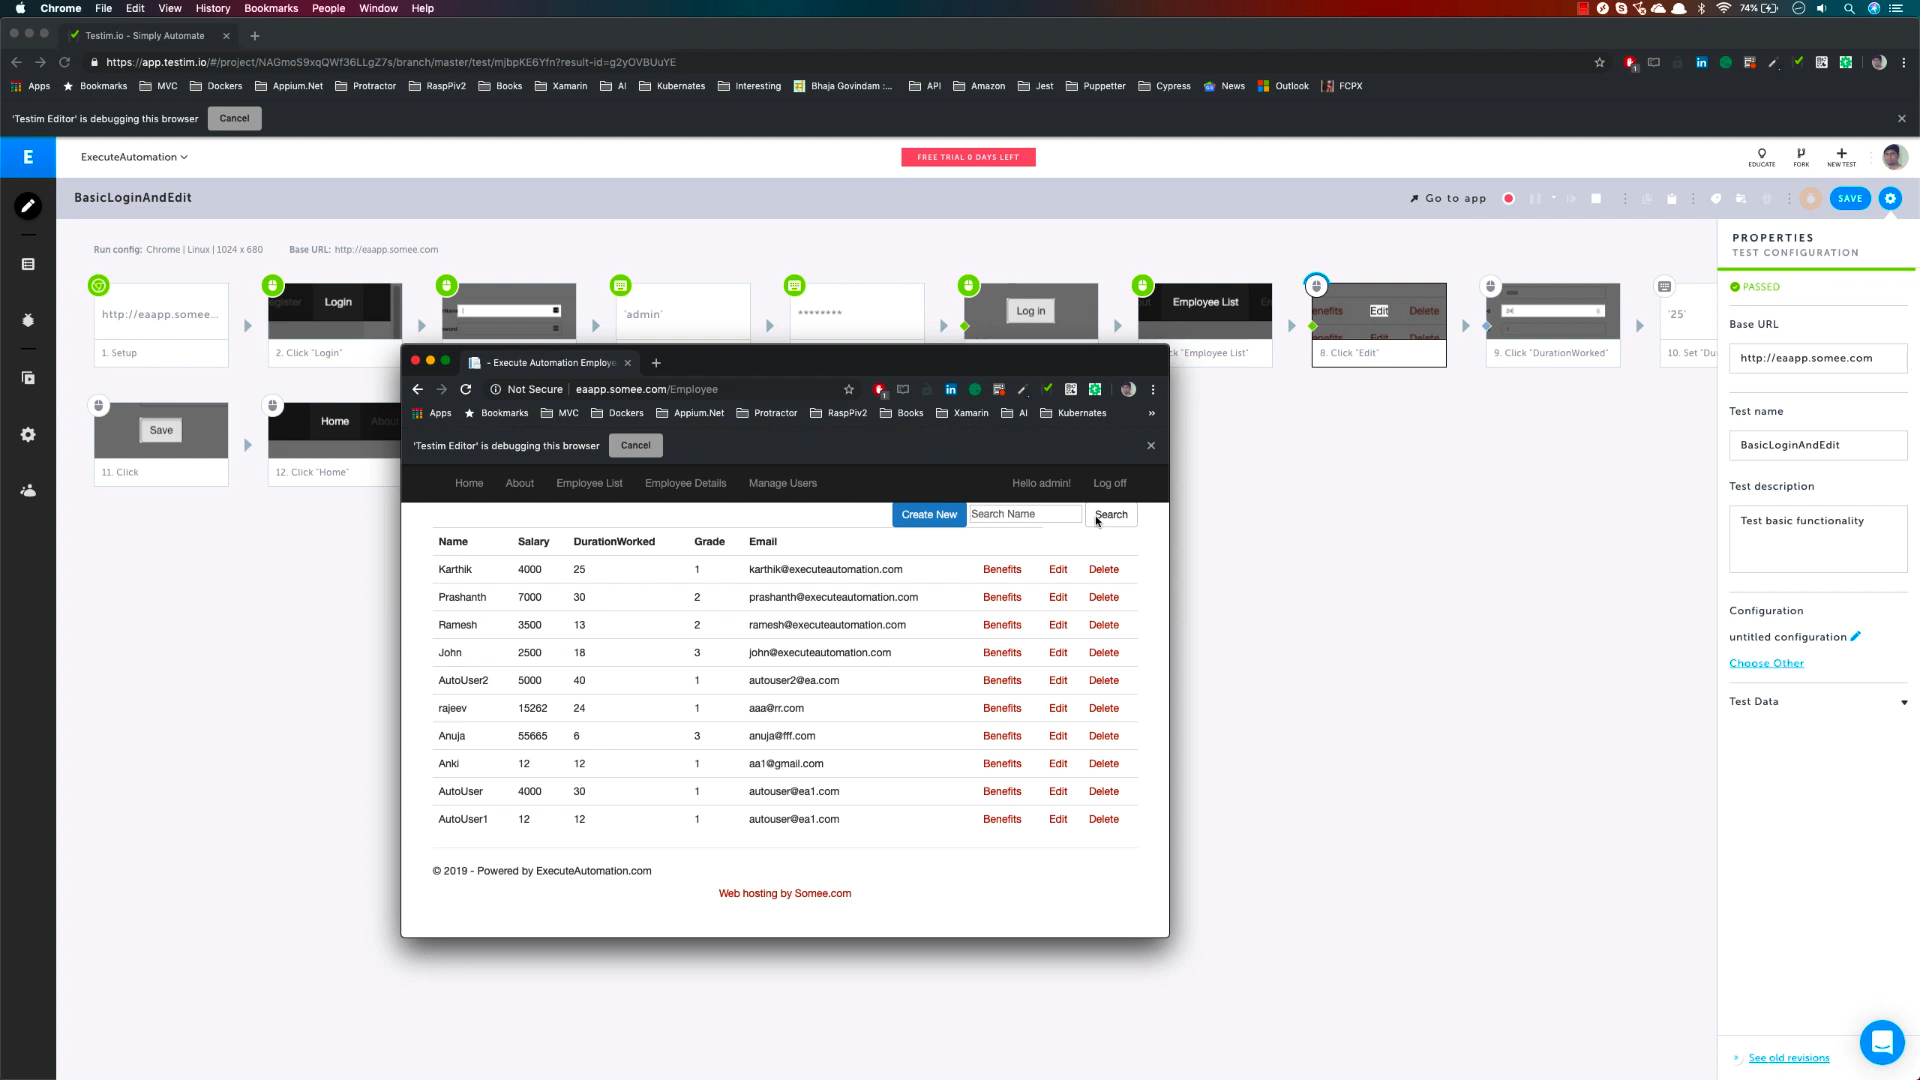 Chrome File Edit View History Bookmarks People Window Help 74%
Testim.io - Simply Automate
https://app.testim.io/#/project/NAGmoS9xqQWf36LLgZ7s/branch/master/test/mjbpKE6Yfn?result-id=g2yOVBUuYE
Apps Bookmarks MVC Dockers Appium.Net Protractor RaspPiv2 Books Xamarin AI Kubernates Interesting Bhaja Govindam :... API Amazon Jest Puppetter Cypress News Outlook FCPX
'Testim Editor' is debugging this browser Cancel
E ExecuteAutomation FREE TRIAL 0 DAYS LEFT EDUCATE FORK NEW TEST
BasicLoginAndEdit Go to app SAVE
Run config: Chrome | Linux | 1024 x 680 Base URL: http://eaapp.somee.com
http://eaapp.somee... Login 'admin' ******** Log in Employee List Edit Delete '25'
1. Setup 2. Click "Login" "Employee List" 8. Click "Edit" 9. Click "DurationWorked" 10. Set "Du
Save Home About
11. Click 12. Click "Home"
PROPERTIES
TEST CONFIGURATION
PASSED
Base URL
http://eaapp.somee.com
Test name
BasicLoginAndEdit
Test description
Test basic functionality
Configuration
untitled configuration
Choose Other
Test Data
See old revisions
- Execute Automation Employe
Not Secure eaapp.somee.com/Employee
Apps Bookmarks MVC Dockers Appium.Net Protractor RaspPiv2 Books Xamarin AI Kubernates »
'Testim Editor' is debugging this browser Cancel
Home About Employee List Employee Details Manage Users Hello admin! Log off
Create New Search Name Search
Name Salary DurationWorked Grade Email
Karthik 4000 25 1 karthik@executeautomation.com Benefits Edit Delete
Prashanth 7000 30 2 prashanth@executeautomation.com Benefits Edit Delete
Ramesh 3500 13 2 ramesh@executeautomation.com Benefits Edit Delete
John 2500 18 3 john@executeautomation.com Benefits Edit Delete
AutoUser2 5000 40 1 autouser2@ea.com Benefits Edit Delete
rajeev 15262 24 1 aaa@rr.com Benefits Edit Delete
Anuja 55665 6 3 anuja@fff.com Benefits Edit Delete
Anki 12 12 1 aa1@gmail.com Benefits Edit Delete
AutoUser 4000 30 1 autouser@ea1.com Benefits Edit Delete
AutoUser1 12 12 1 autouser@ea1.com Benefits Edit Delete
© 2019 - Powered by ExecuteAutomation.com
Web hosting by Somee.com